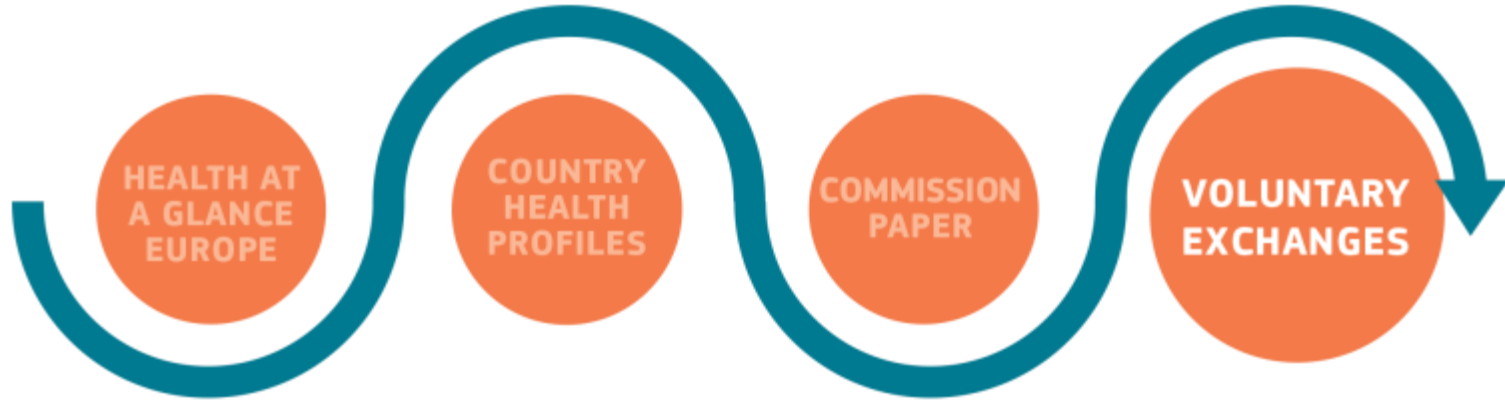 HEALTH AT
A GLANCE
EUROPE
COUNTRY
HEALTH
PROFILES
COMMISSION
PAPER
VOLUNTARY
EXCHANGES